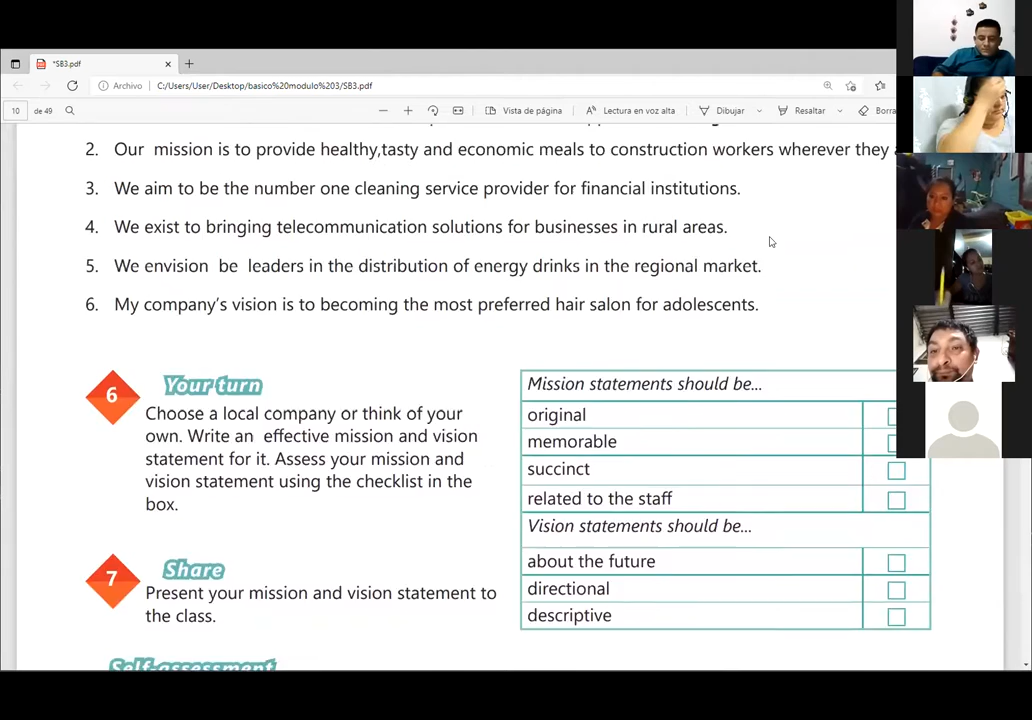 *SB3.pdf
Archivo C:/Users/User/Desktop/basico%20modulo%203/SB3.pdf
10 de 49 Vista de página Lectura en voz alta Dibujar Resaltar
2. Our mission is to provide healthy,tasty and economic meals to construction workers wherever they
3. We aim to be the number one cleaning service provider for financial institutions.
4. We exist to bringing telecommunication solutions for businesses in rural areas.
5. We envision be leaders in the distribution of energy drinks in the regional market.
6. My company's vision is to becoming the most preferred hair salon for adolescents.
6 Your turn
Choose a local company or think of your
own. Write an effective mission and vision
statement for it. Assess your mission and
vision statement using the checklist in the
box.
Mission statements should be...
original
memorable
succinct
related to the staff
Vision statements should be...
about the future
directional
descriptive
7 Share
Present your mission and vision statement to
the class.
Self-assessment